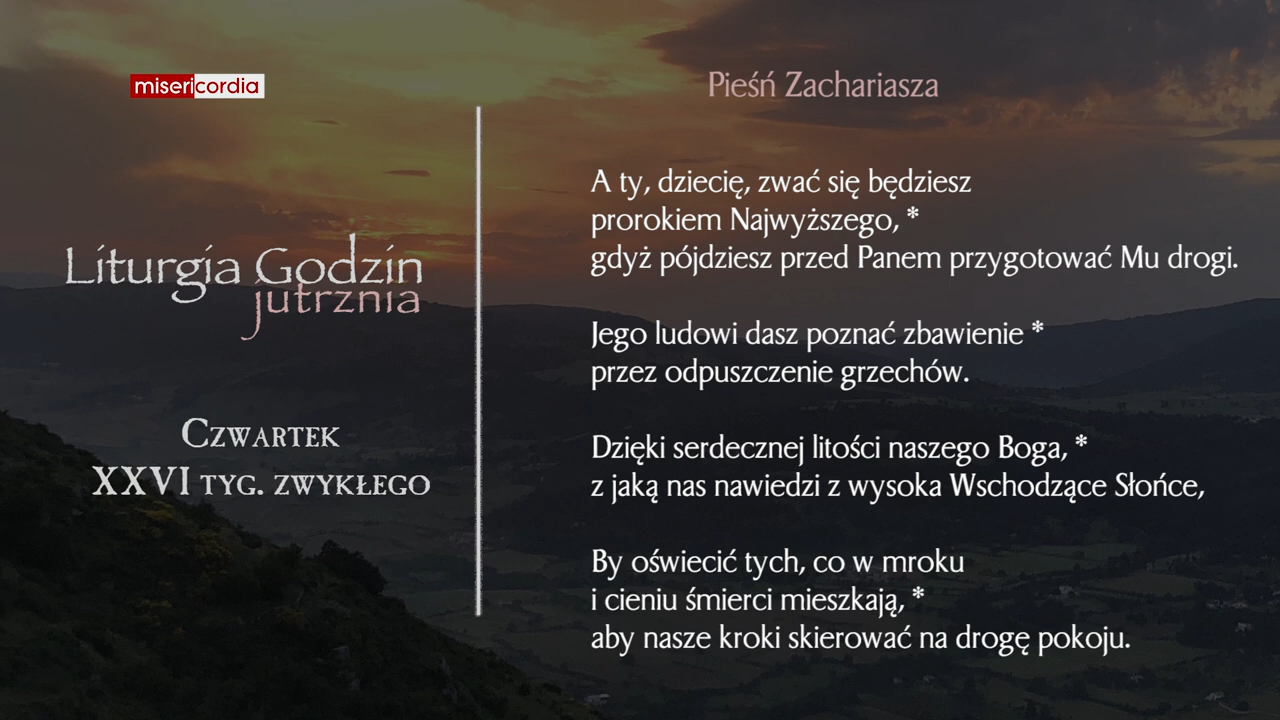 misericordia
Liturgia Godzin
jutrznia
Czwartek
XXVI tyg. zwykłego
Pieśń Zachariasza
A ty, dziecię, zwać się będziesz
prorokiem Najwyższego, *
gdyż pójdziesz przed Panem przygotować Mu drogi.
Jego ludowi dasz poznać zbawienie *
przez odpuszczenie grzechów.
Dzięki serdecznej litości naszego Boga, *
z jaką nas nawiedzi z wysoka Wschodzące Słońce,
By oświecić tych, co w mroku
i cieniu śmierci mieszkają, *
aby nasze kroki skierować na drogę pokoju.